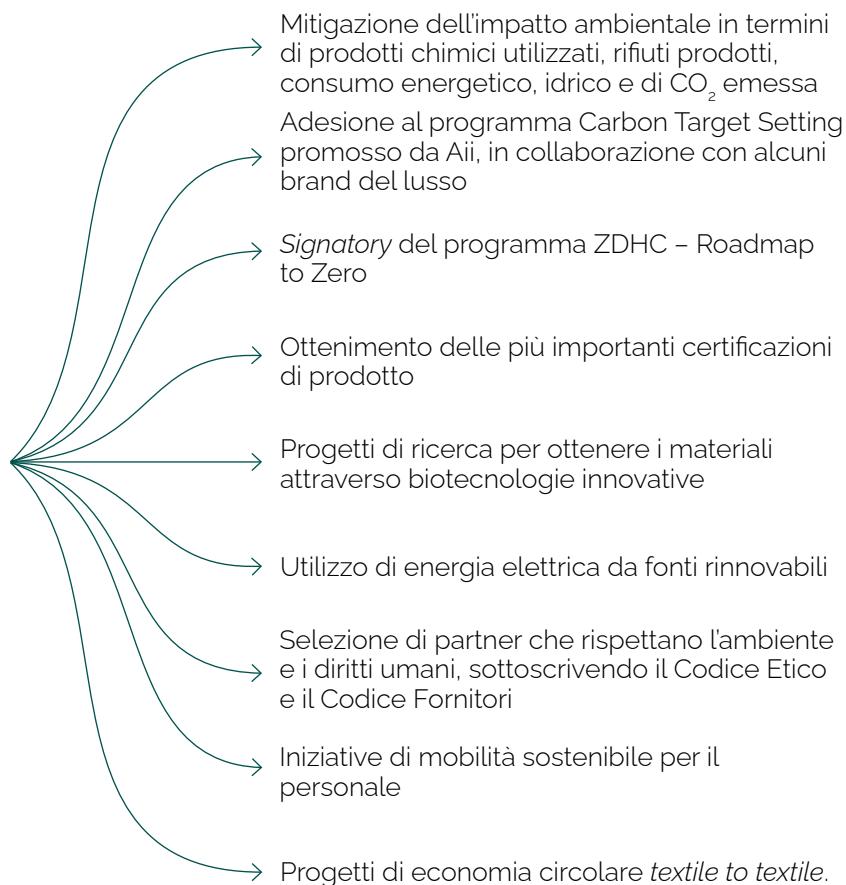 Mitigazione dell'impatto ambientale in termini
di prodotti chimici utilizzati, rifiuti prodotti,
consumo energetico, idrico e di CO₂ emessa
Adesione al programma Carbon Target Setting
promosso da Aii, in collaborazione con alcuni
brand del lusso
Signatory del programma ZDHC – Roadmap
to Zero
Ottenimento delle più importanti certificazioni
di prodotto
Progetti di ricerca per ottenere i materiali
attraverso biotecnologie innovative
Utilizzo di energia elettrica da fonti rinnovabili
Selezione di partner che rispettano l'ambiente
e i diritti umani, sottoscrivendo il Codice Etico
e il Codice Fornitori
Iniziative di mobilità sostenibile per il
personale
Progetti di economia circolare textile to textile.